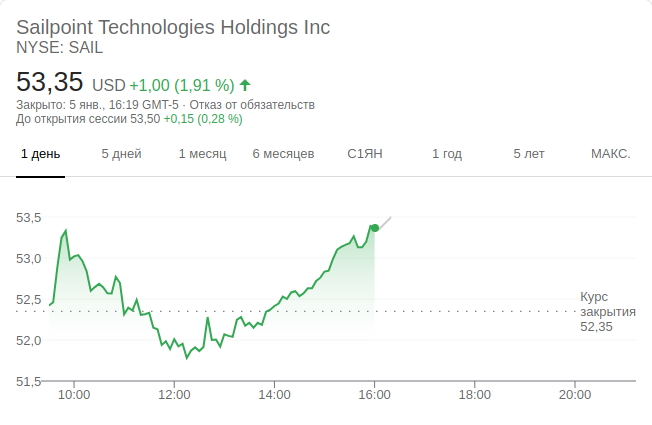 Sailpoint Technologies Holdings Inc
NYSE: SAIL
53,35 USD +1,00 (1,91 %)
Закрыто: 5 янв., 16:19 GMT-5 · Отказ от обязательств
До открытия сессии 53,50 +0,15 (0,28 %)
1 день 5 дней 1 месяц 6 месяцев С1ЯН 1 год 5 лет МАКС.
53,5
53,0
52,5
52,0
51,5
Курс
закрытия
52,35
10:00 12:00 14:00 16:00 18:00 20:00